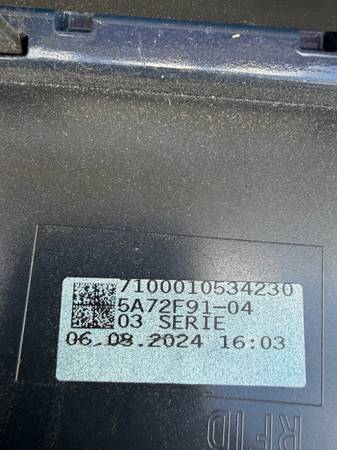 7100010534230
5A72F91-04
03 SERIE
06.08.2024 16:03
RFID